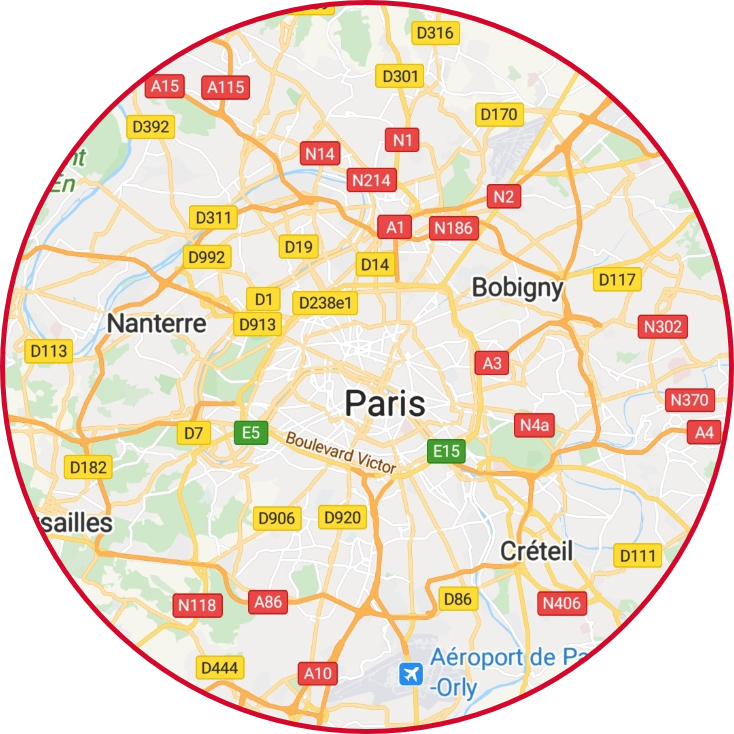 D316
D301
A15
A115
D170
D392
N1
N14
nt
En
N214
N2
D311
A1
N186
D19
D992
D14
D117
Bobigny
D1
D238e1
Nanterre
D913
N302
D113
A3
Paris
N370
N4a
D7
E5
A4
Boulevard Victor
E15
D182
D906
D920
sailles
Créteil
D111
N118
A86
D86
N406
Aéroport de Pa
-Orly
D444
A10